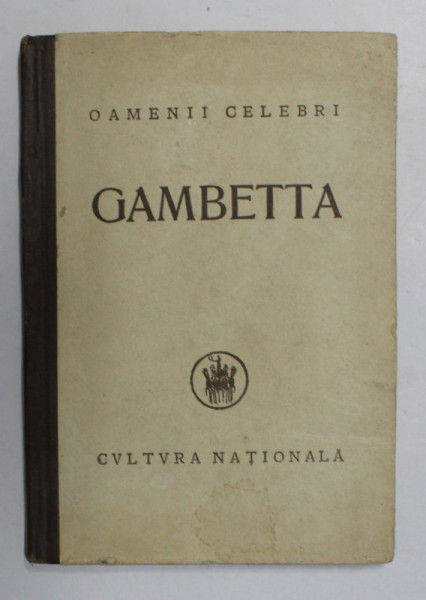 OAMENII CELEBRI
GAMBETTA
CVLTVRA NAȚIONALĂ